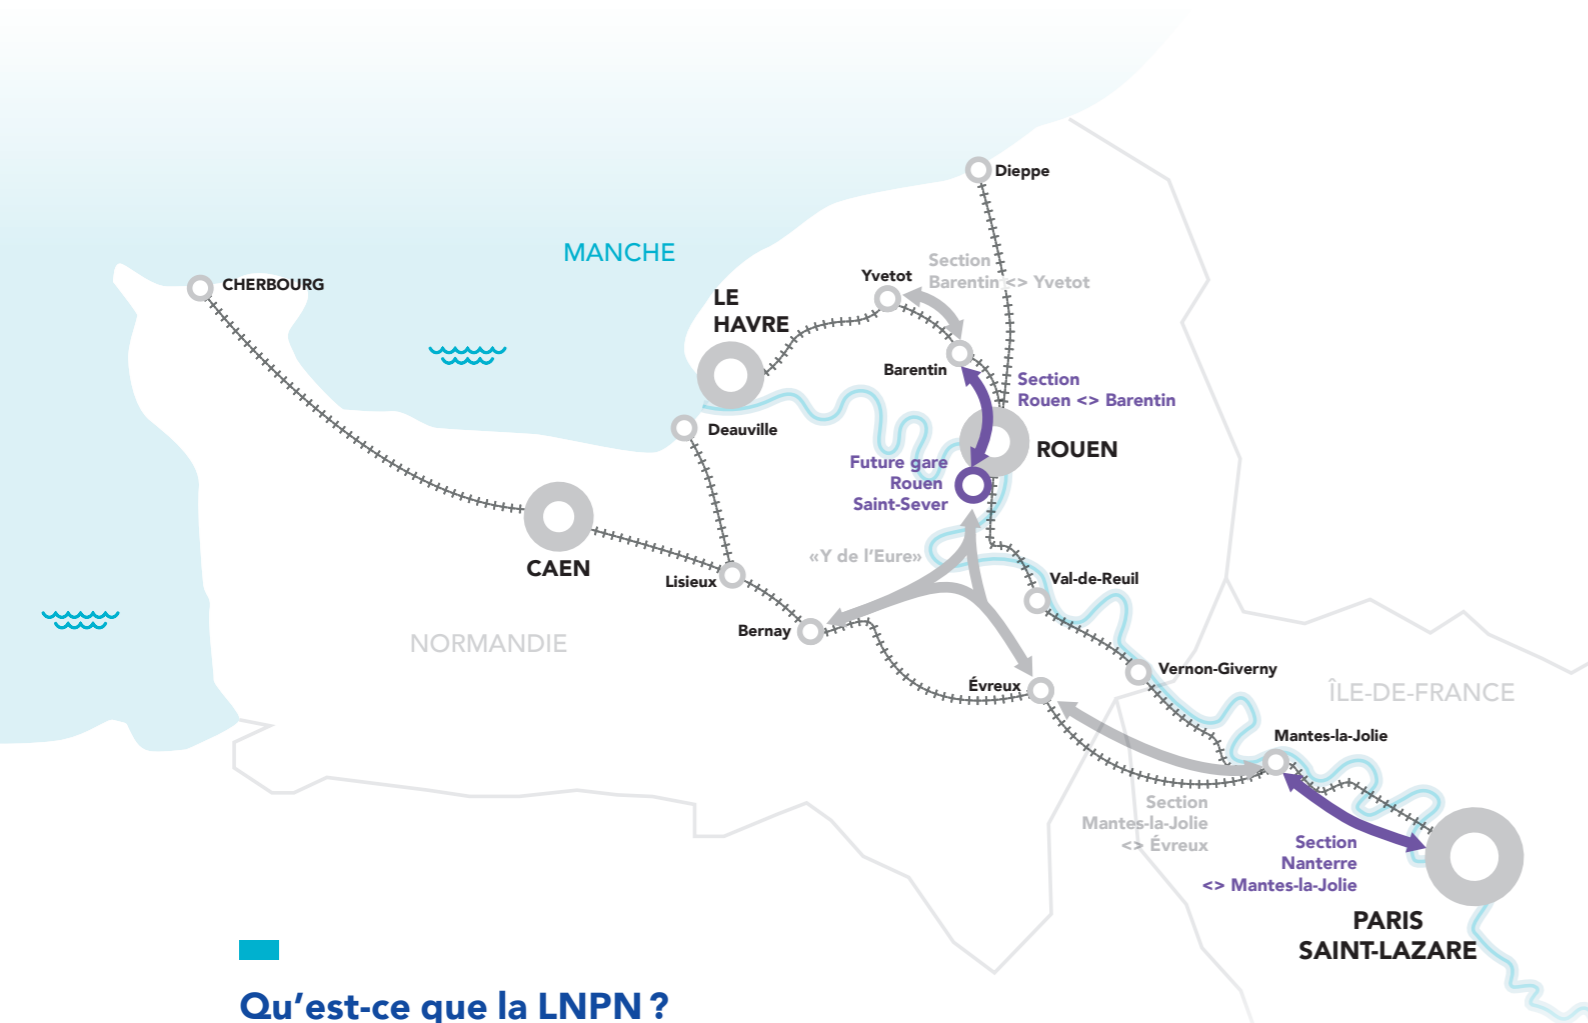 Dieppe
MANCHE
Section
Barentin <> Yvetot
Yvetot
CHERBOURG
LE
HAVRE
Barentin
Section
Rouen <> Barentin
Deauville
ROUEN
Future gare
Rouen
Saint-Sever
«Y de l’Eure»
CAEN
Lisieux
Val-de-Reuil
Bernay
NORMANDIE
Vernon-Giverny
Évreux
ÎLE-DE-FRANCE
Mantes-la-Jolie
Section
Mantes-la-Jolie
<> Évreux
Section
Nanterre
<> Mantes-la-Jolie
PARIS
SAINT-LAZARE
Qu’est-ce que la LNPN ?